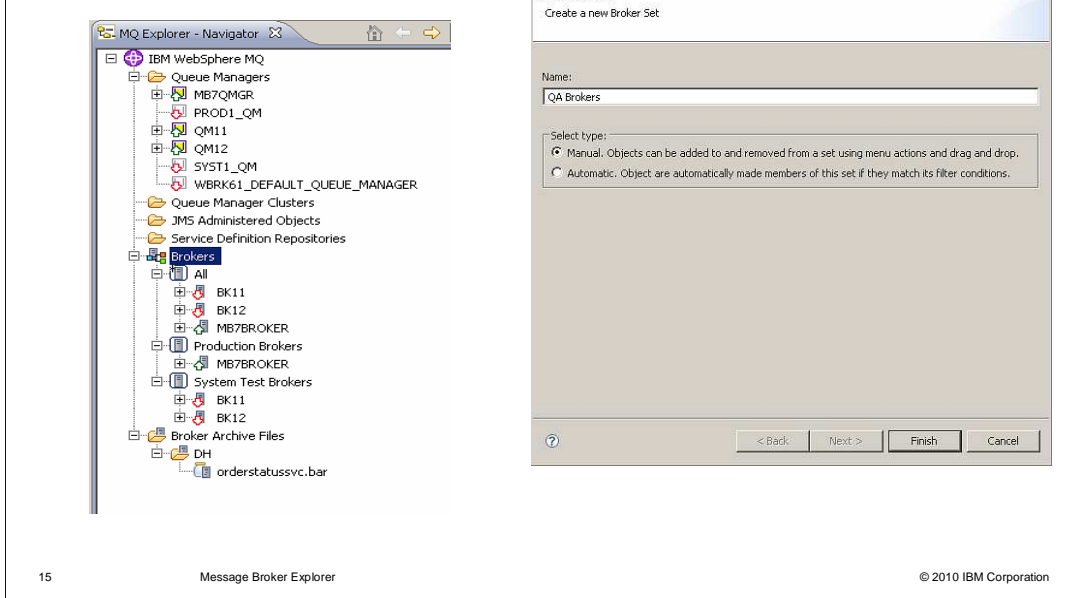 MQ Explorer - Navigator
IBM WebSphere MQ
Queue Managers
MB7QMGR
PROD1_QM
QM11
QM12
SYST1_QM
WBRK61_DEFAULT_QUEUE_MANAGER
Queue Manager Clusters
JMS Administered Objects
Service Definition Repositories
Brokers
All
BK11
BK12
MB7BROKER
Production Brokers
MB7BROKER
System Test Brokers
BK11
BK12
Broker Archive Files
DH
orderstatussvc.bar
Create a new Broker Set
Name:
QA Brokers
Select type:
Manual. Objects can be added to and removed from a set using menu actions and drag and drop.
Automatic. Object are automatically made members of this set if they match its filter conditions.
? < Back Next > Finish Cancel
15 Message Broker Explorer © 2010 IBM Corporation